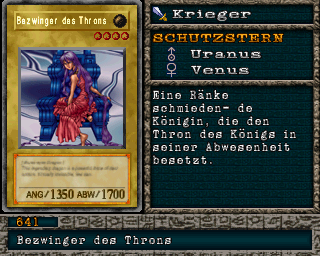 Bezwinger des Throns
ANG/ 1350 ABW/ 1700
Krieger
SCHUTZSTERN
♂ Uranus
♀ Venus
Eine Ränke
schmieden- de
Königin, die den
Thron des Königs in
seiner Abwesenheit
besetzt.
641
Bezwinger des Throns